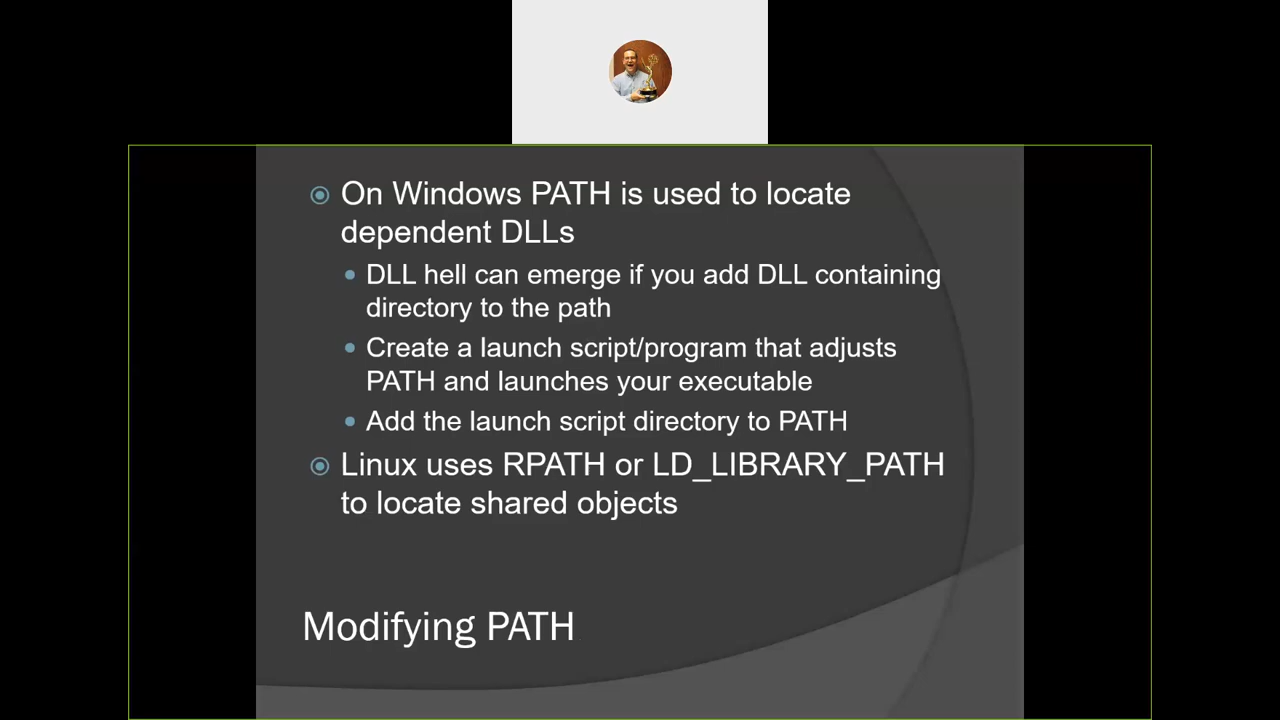 On Windows PATH is used to locate
dependent DLLs
DLL hell can emerge if you add DLL containing
directory to the path
Create a launch script/program that adjusts
PATH and launches your executable
Add the launch script directory to PATH
Linux uses RPATH or LD_LIBRARY_PATH
to locate shared objects
Modifying PATH